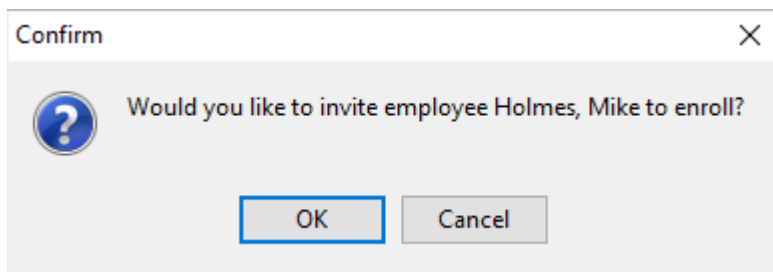 Confirm
Would you like to invite employee Holmes, Mike to enroll?
OK
Cancel